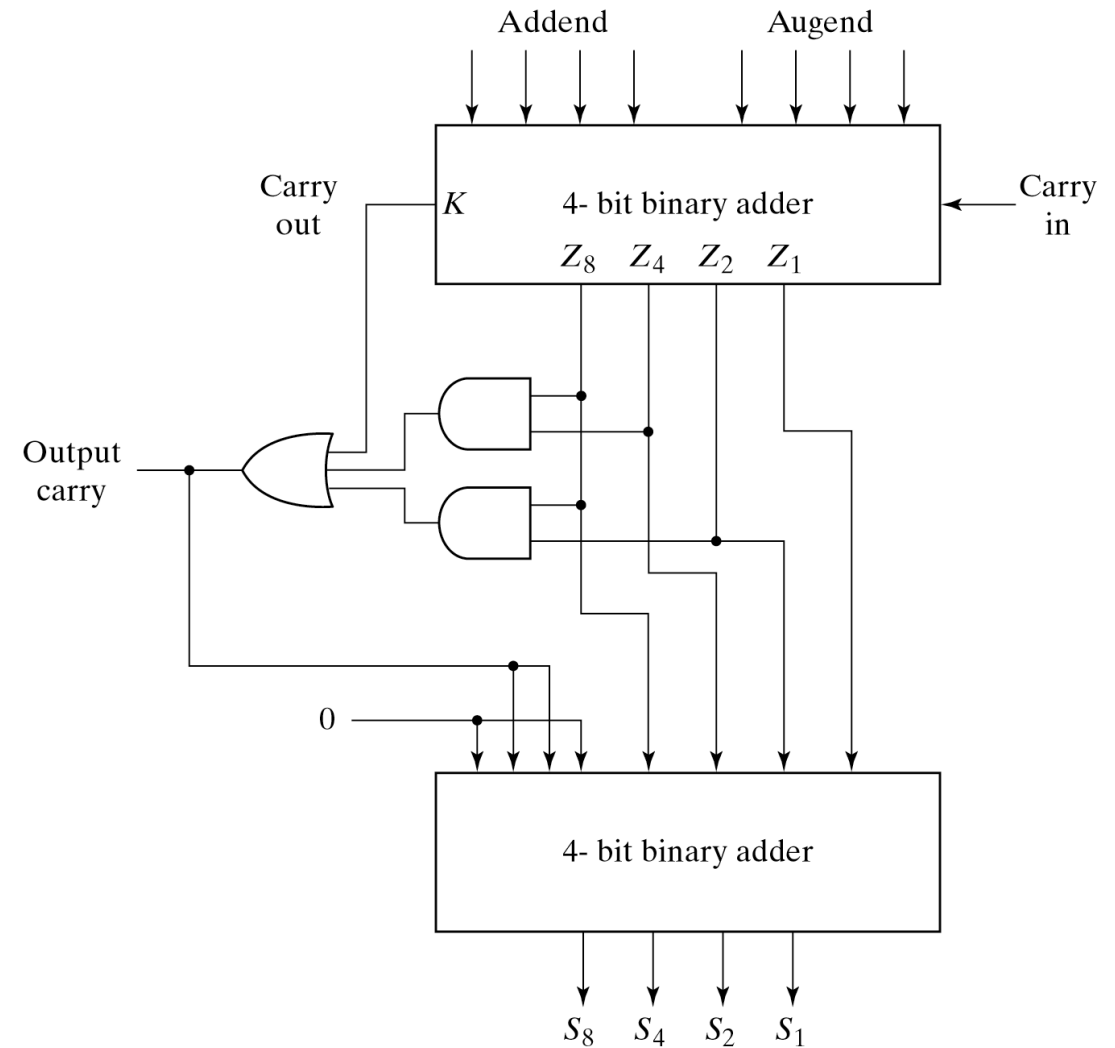 Addend
Augend
Carry
out
K
4- bit binary adder
Carry
in
Z8 Z4 Z2 Z1
Output
carry
0
4- bit binary adder
S8 S4 S2 S1